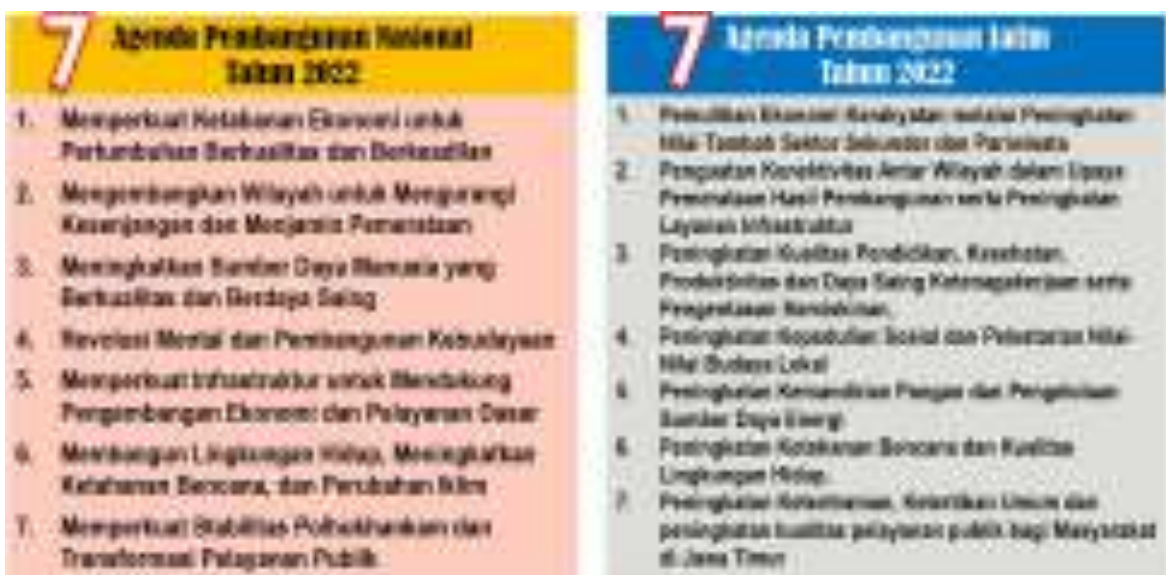 7 Agenda Pembangunan Nasional
Tahun 2022
1. Memperkuat Ketahanan Ekonomi untuk
Pertumbuhan Berkualitas dan Berkeadilan
2. Mengembangkan Wilayah untuk Mengurangi
Kesenjangan dan Menjamin Pemerataan
3. Meningkatkan Sumber Daya Manusia yang
Berkualitas dan Berdaya Saing
4. Revolusi Mental dan Pembangunan Kebudayaan
5. Memperkuat Infrastruktur untuk Mendukung
Pengembangan Ekonomi dan Pelayanan Dasar
6. Membangun Lingkungan Hidup, Meningkatkan
Ketahanan Bencana, dan Perubahan Iklim
7. Memperkuat Stabilitas Polhukhankam dan
Transformasi Pelayanan Publik
7 Agenda Pembangunan Jatim
Tahun 2022
1. Pemulihan Ekonomi Kerakyatan melalui Peningkatan
Nilai Tambah Sektor Sekunder dan Pariwisata
2. Penguatan Konektivitas Antar Wilayah dalam Upaya
Pemerataan Hasil Pembangunan serta Peningkatan
Layanan Infrastruktur
3. Peningkatan Kualitas Pendidikan, Kesehatan,
Produktivitas dan Daya Saing Ketenagakerjaan serta
Pengentasan Kemiskinan.
4. Peningkatan Kepedulian Sosial dan Pelestarian Nilai-
Nilai Budaya Lokal
5. Peningkatan Kemandirian Pangan dan Pengelolaan
Sumber Daya Energi
6. Peningkatan Ketahanan Bencana dan Kualitas
Lingkungan Hidup.
7. Peningkatan Ketentraman, Ketertiban Umum dan
peningkatan kualitas pelayanan publik bagi Masyarakat
di Jawa Timur